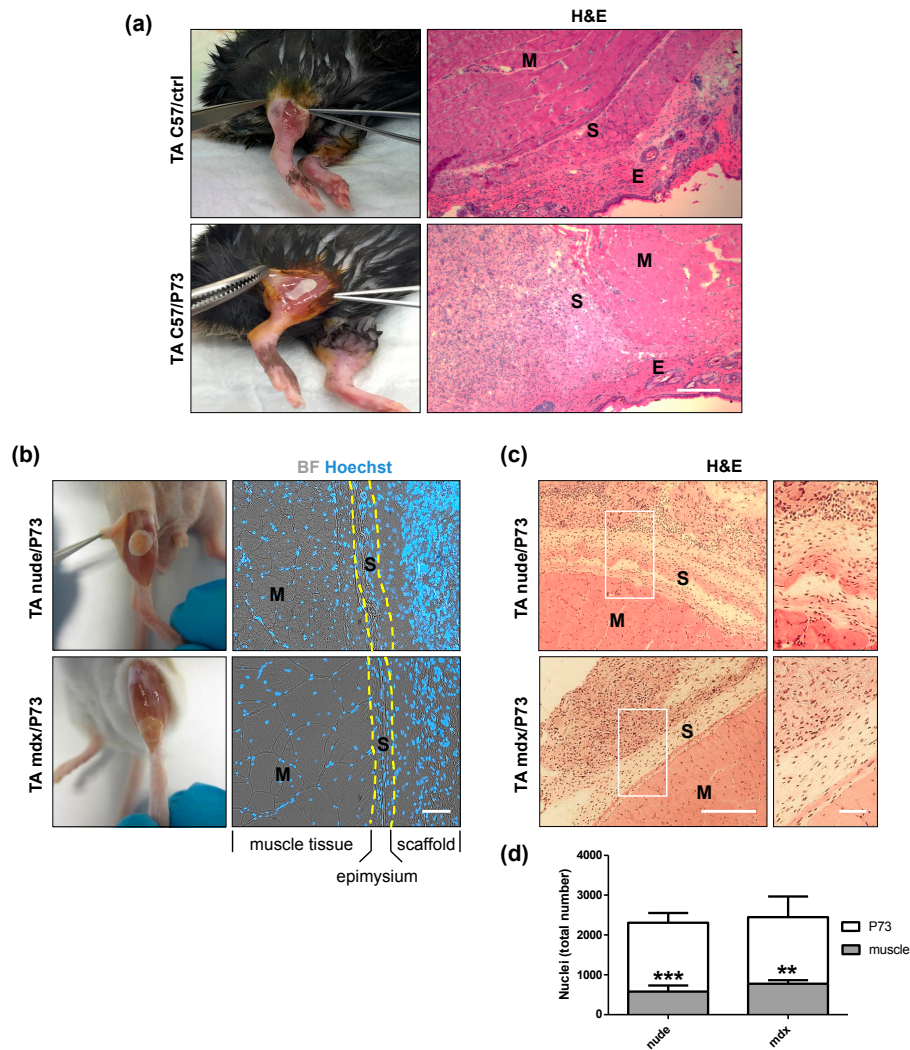 (a)
H&E
TA C57/ctrl
M
S
E
TA C57/P73
M
S
E
(b)
BF Hoechst
TA nude/P73
M
S
TA mdx/P73
M
S
muscle tissue
scaffold
epimysium
(c)
H&E
TA nude/P73
S
M
TA mdx/P73
S
M
(d)
Nuclei (total number)
4000
3000
2000
1000
0
***
**
nude
mdx
P73
muscle